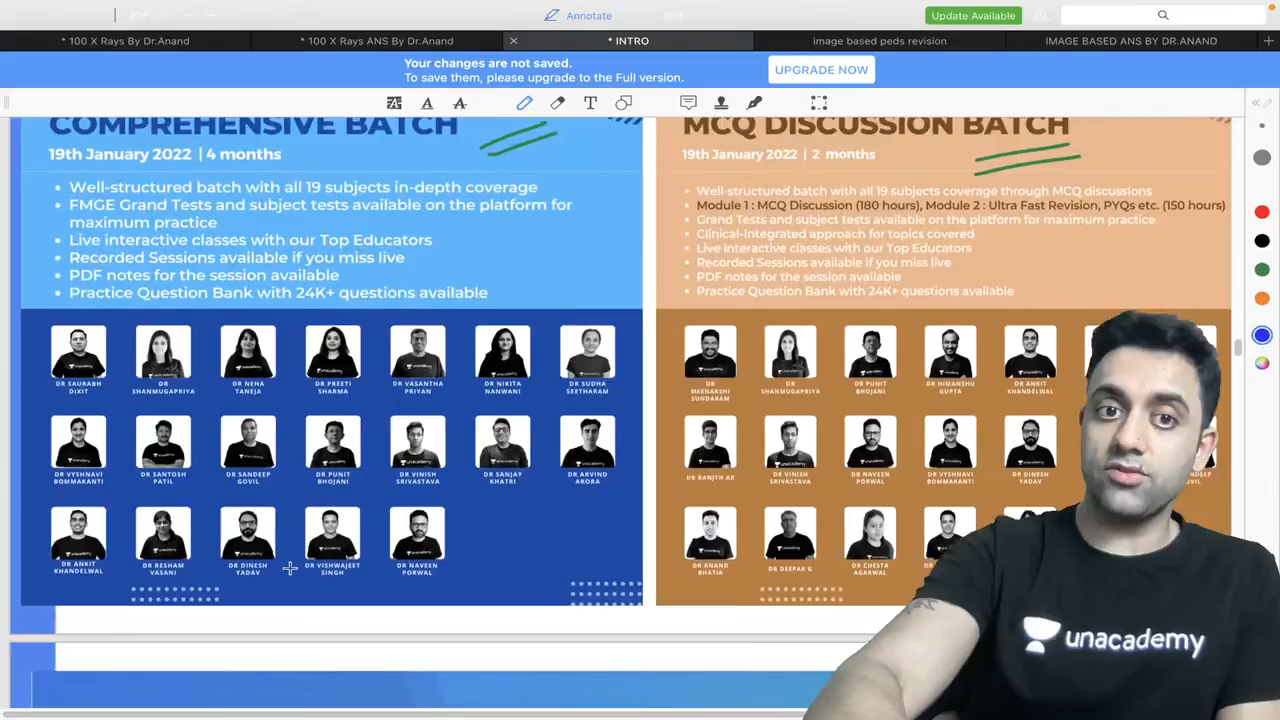 Annotate
Update Available
* 100 X Rays By Dr.Anand
* 100 X Rays ANS By Dr.Anand
* INTRO
image based peds revision
IMAGE BASED ANS BY DR.ANAND
Your changes are not saved.
To save them, please upgrade to the Full version.
UPGRADE NOW
COMPREHENSIVE BATCH
19th January 2022 | 4 months
• Well-structured batch with all 19 subjects in-depth coverage
• FMGE Grand Tests and subject tests available on the platform for
maximum practice
• Live interactive classes with our Top Educators
• Recorded Sessions available if you miss live
• PDF notes for the session available
• Practice Question Bank with 24K+ questions available
DR SAURABH
DIXIT
DR
SHANMUGAPRIYA
DR NEHA
TANEJA
DR PREETI
SHARMA
DR VASANTHA
PRIYAN
DR NIKITA
NANWANI
DR SUDHA
SEETHARAM
DR VYSHNAVI
BOMMAKANTI
DR SANTOSH
PATIL
DR SANDEEP
GOVIL
DR PUNIT
BHOJANI
DR VINISH
SRIVASTAVA
DR SANJAY
KHATRI
DR ARVIND
ARORA
DR ANKIT
KHANDELWAL
DR RESHAM
VASANI
DR DINESH
YADAV
DR VISHWAJEET
SINGH
DR NAVEEN
PORWAL
MCQ DISCUSSION BATCH
19th January 2022 | 2 months
• Well-structured batch with all 19 subjects coverage through MCQ discussions
• Module 1 : MCQ Discussion (180 hours), Module 2 : Ultra Fast Revision, PYQs etc. (150 hours)
• Grand Tests and subject tests available on the platform for maximum practice
• Clinical-Integrated approach for topics covered
• Live interactive classes with our Top Educators
• Recorded Sessions available if you miss live
• PDF notes for the session available
• Practice Question Bank with 24K+ questions available
DR
MEENAKSHI
SUNDARAM
DR
SHANMUGAPRIYA
DR PUNIT
BHOJANI
DR HIMANSHU
GUPTA
DR ANKIT
KHANDELWAL
DR RANJTH AR
DR VINISH
SRIVASTAVA
DR NAVEEN
PORWAL
DR VYSHNAVI
BOMMAKANTI
DR DINESH
YADAV
DR ANAND
BHATIA
DR DEEPAK G
DR CHESTA
AGARWAL
unacademy